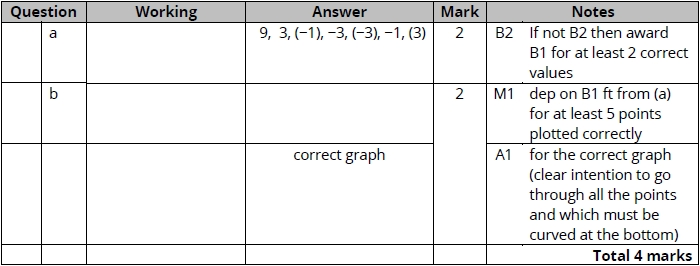 Question Working Answer Mark Notes
a 9, 3, (−1), −3, (−3), −1, (3) 2 B2 If not B2 then award
B1 for at least 2 correct
values
b 2 M1 dep on B1 ft from (a)
for at least 5 points
plotted correctly
correct graph A1 for the correct graph
(clear intention to go
through all the points
and which must be
curved at the bottom)
Total 4 marks